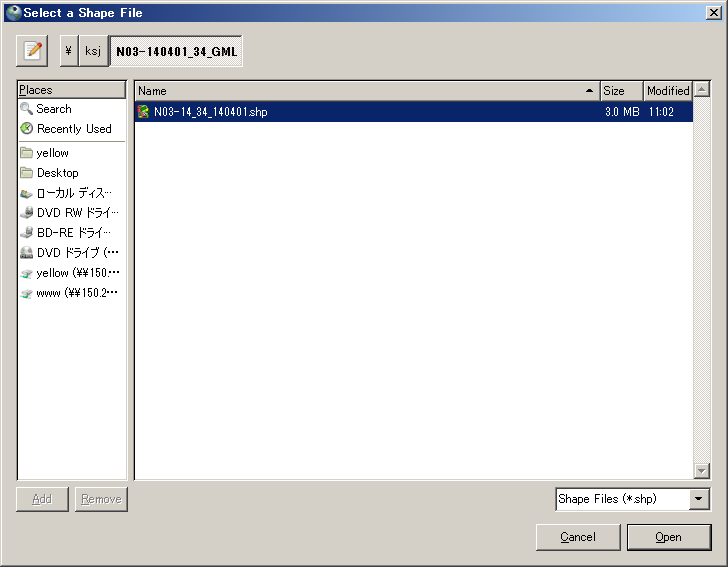 Select a Shape File
¥ ksj N03-140401_34_GML
Places
Search
Recently Used
yellow
Desktop
ローカル ディス…
DVD RW ドライ…
BD-RE ドライ…
DVD ドライブ (…
yellow (¥¥150.…
www (¥¥150.2…
Name Size Modified
N03-14_34_140401.shp 3.0 MB 11:02
Add Remove
Shape Files (*.shp)
Cancel Open